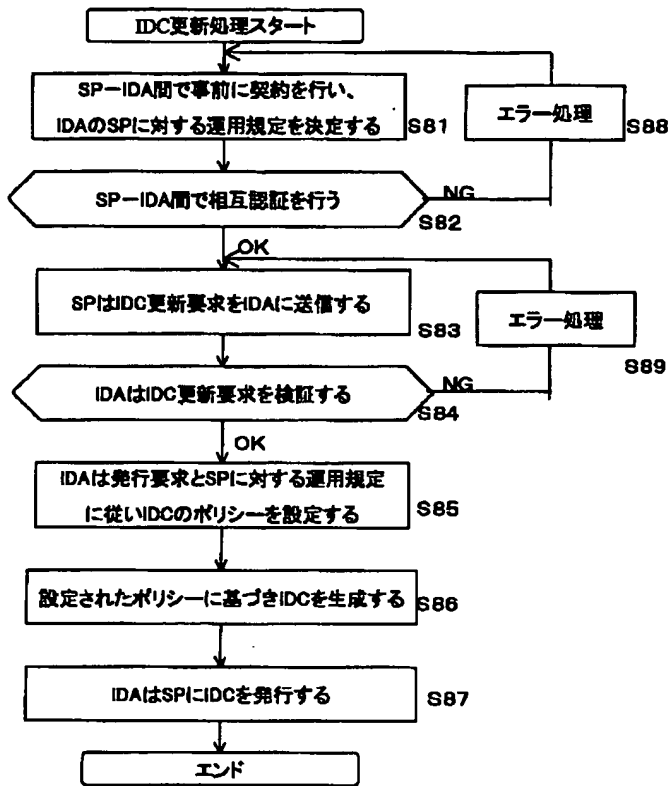 IDC更新処理スタート
SP－IDA間で事前に契約を行い、
IDAのSPに対する運用規定を決定する
S81
エラー処理
S88
SP－IDA間で相互認証を行う
NG
S82
OK
SPはIDC更新要求をIDAに送信する
S83
エラー処理
S89
IDAはIDC更新要求を検証する
NG
S84
OK
IDAは発行要求とSPに対する運用規定
に従いIDCのポリシーを設定する
S85
設定されたポリシーに基づきIDCを生成する
S86
IDAはSPにIDCを発行する
S87
エンド